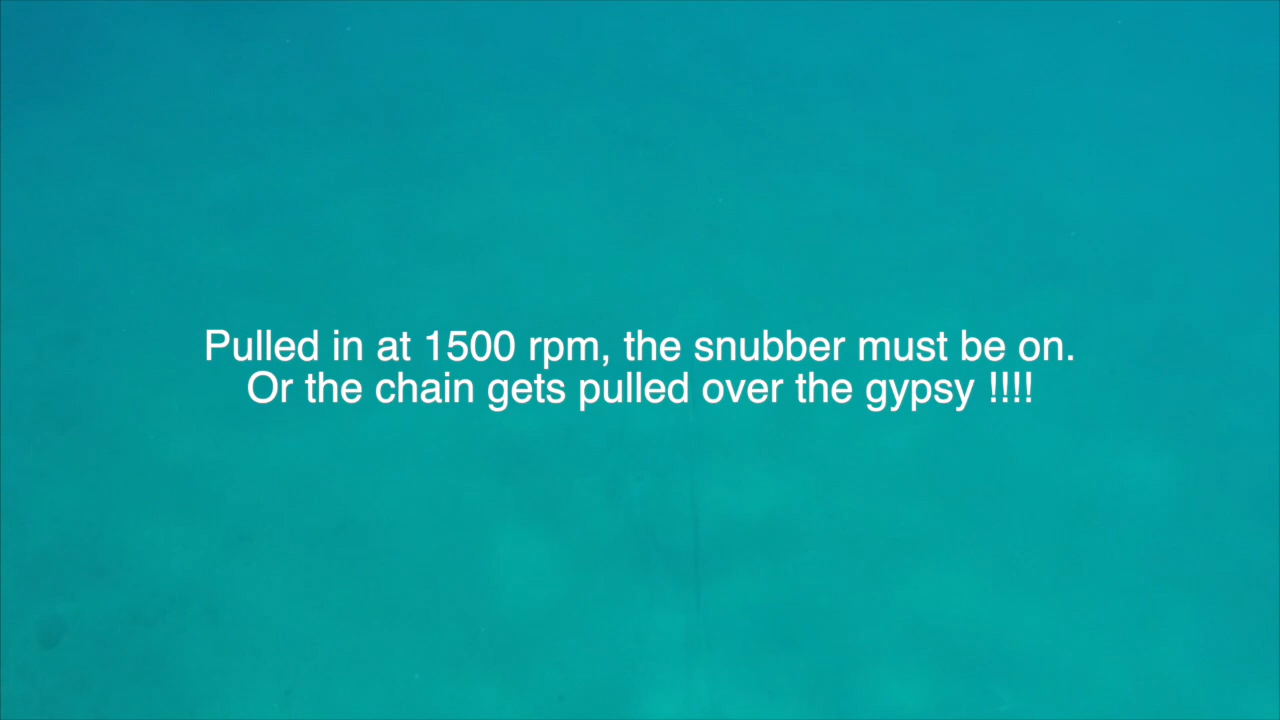 Pulled in at 1500 rpm, the snubber must be on.
Or the chain gets pulled over the gypsy !!!!